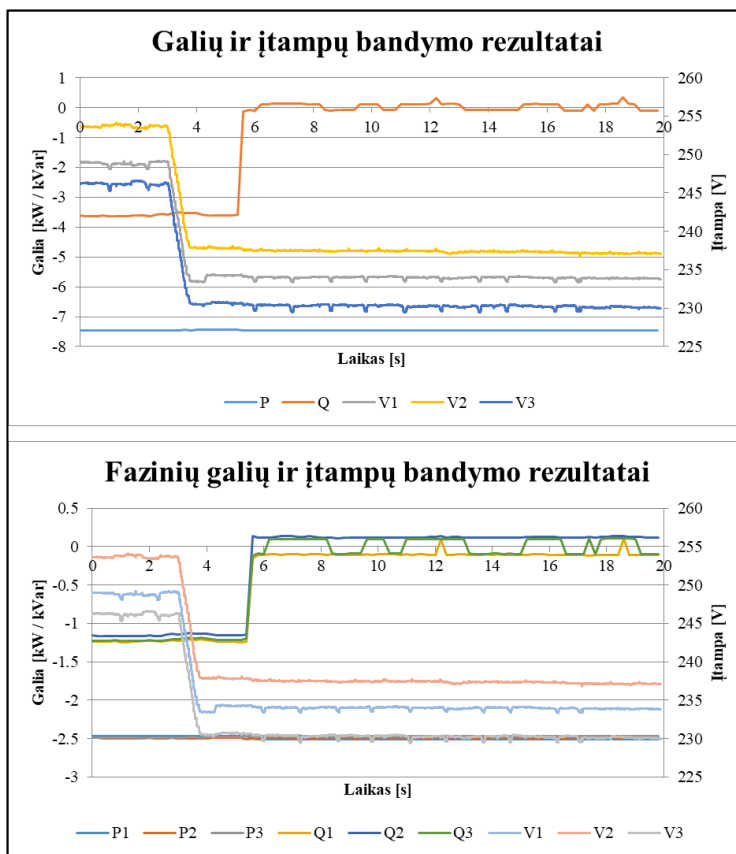 Galių ir įtampų bandymo rezultatai
1
0
-1
-2
-3
-4
-5
-6
-7
-8
Galia [kW / kVar]
0 2 4 6 8 10 12 14 16 18 20
260
255
250
245
240
235
230
225
Įtampa [V]
Laikas [s]
P Q V1 V2 V3
Fazinių galių ir įtampų bandymo rezultatai
0.5
0
-0.5
-1
-1.5
-2
-2.5
-3
Galia [kW / kVar]
0 2 4 6 8 10 12 14 16 18 20
260
255
250
245
240
235
230
225
Įtampa [V]
Laikas [s]
P1 P2 P3 Q1 Q2 Q3 V1 V2 V3